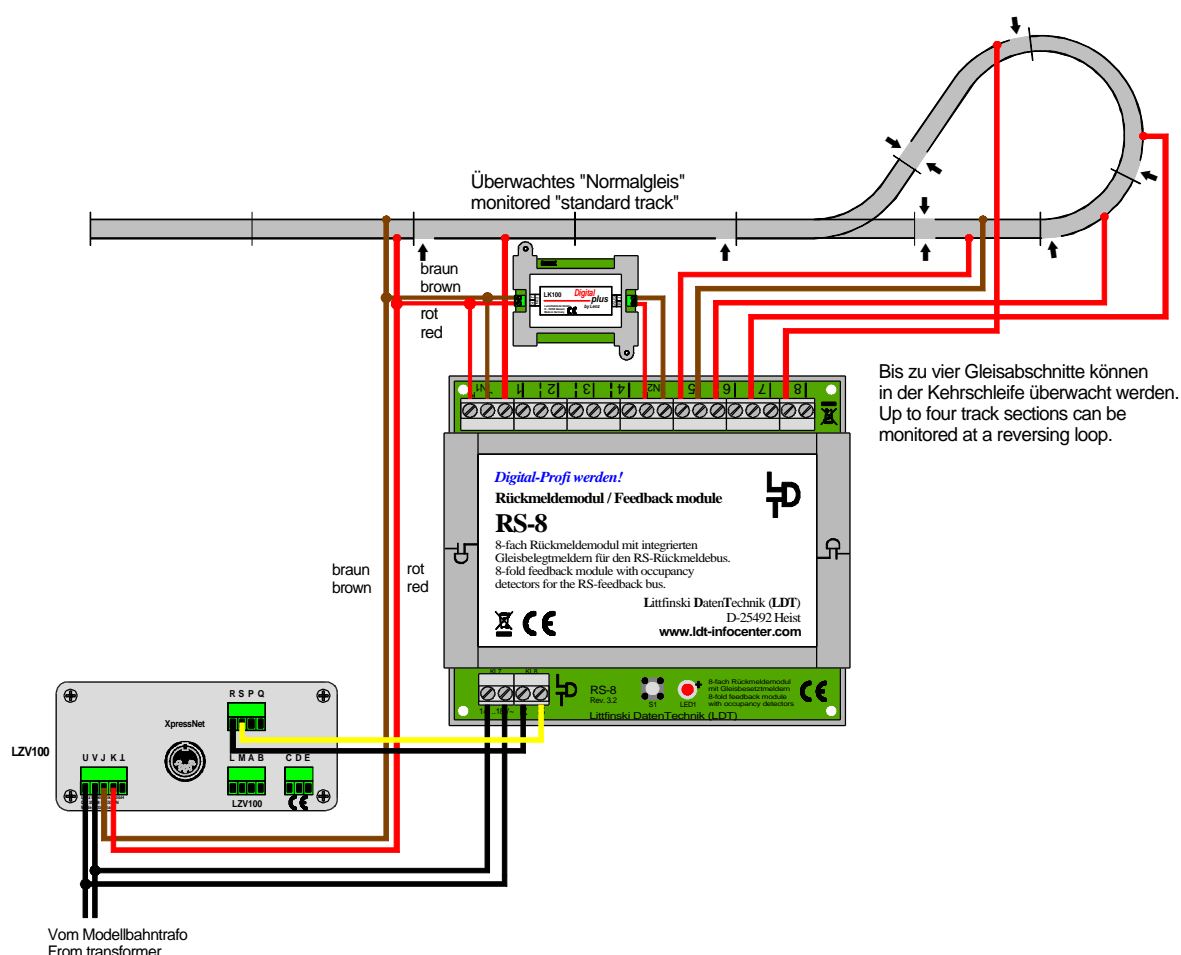 Überwachtes "Normalgleis"
monitored "standard track"
braun
brown
rot
red
LK100
Digital
plus
by Lenz
CE
Bis zu vier Gleisabschnitte können
in der Kehrschleife überwacht werden.
Up to four track sections can be
monitored at a reversing loop.
N1 1 2 3 4 N2 5 6 7 8
Digital-Profi werden!
Rückmeldemodul / Feedback module
RS-8
8-fach Rückmeldemodul mit integrierten
Gleisbelegtmeldern für den RS-Rückmeldebus.
8-fold feedback module with occupancy
detectors for the RS-feedback bus.
Littfinski DatenTechnik (LDT)
D-25492 Heist
www.ldt-infocenter.com
CE
LTD
braun
brown
rot
red
KL7
KL8
LTD
RS-8
Rev. 3.2
S1
LED1
+
8-fach Rückmeldemodul
mit Gleisbesetztmeldern
8-fold feedback module
with occupancy detectors
CE
Littfinski DatenTechnik (LDT)
R S P Q
XpressNet
LZV100
U V J K ⊥
L M A B
C D E
LZV100
CE
Vom Modellbahntrafo
From transformer